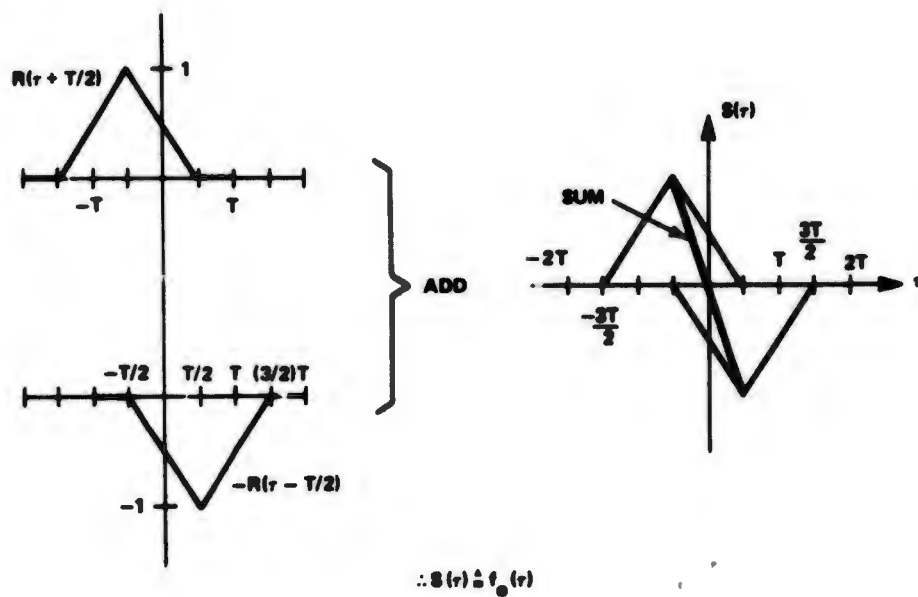 R(τ + T/2)
1
-T
T
-T/2
T/2
T
(3/2)T
-R(τ - T/2)
-1
ADD
S(τ)
SUM
-2T
-3T/2
T
3T/2
2T
τ
∴ S(τ) ≜ f_e(τ)